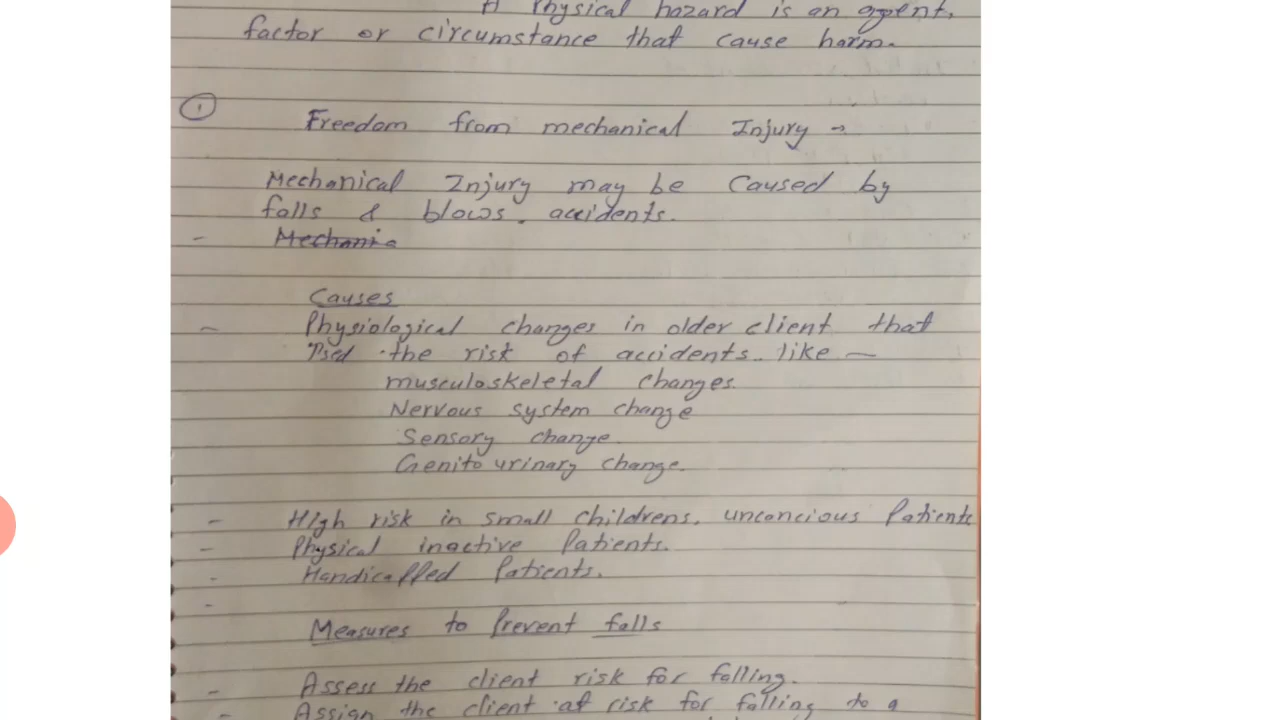 A Physical hazard is an agent,
factor or circumstance that cause harm.
①
Freedom from mechanical Injury →
Mechanical Injury may be caused by
falls & blows, accidents.
- Mechani
Causes
- Physiological changes in older client that
the risk of accidents like —
musculoskeletal changes.
Nervous system change
Sensory change.
Genito urinary change.
- High risk in small childrens, unconcious Patients
- Physical inactive Patients.
- Handicapped Patients.
-
Measures to Prevent falls
- Assess the client risk for falling.
- Assign the client at risk for falling to a